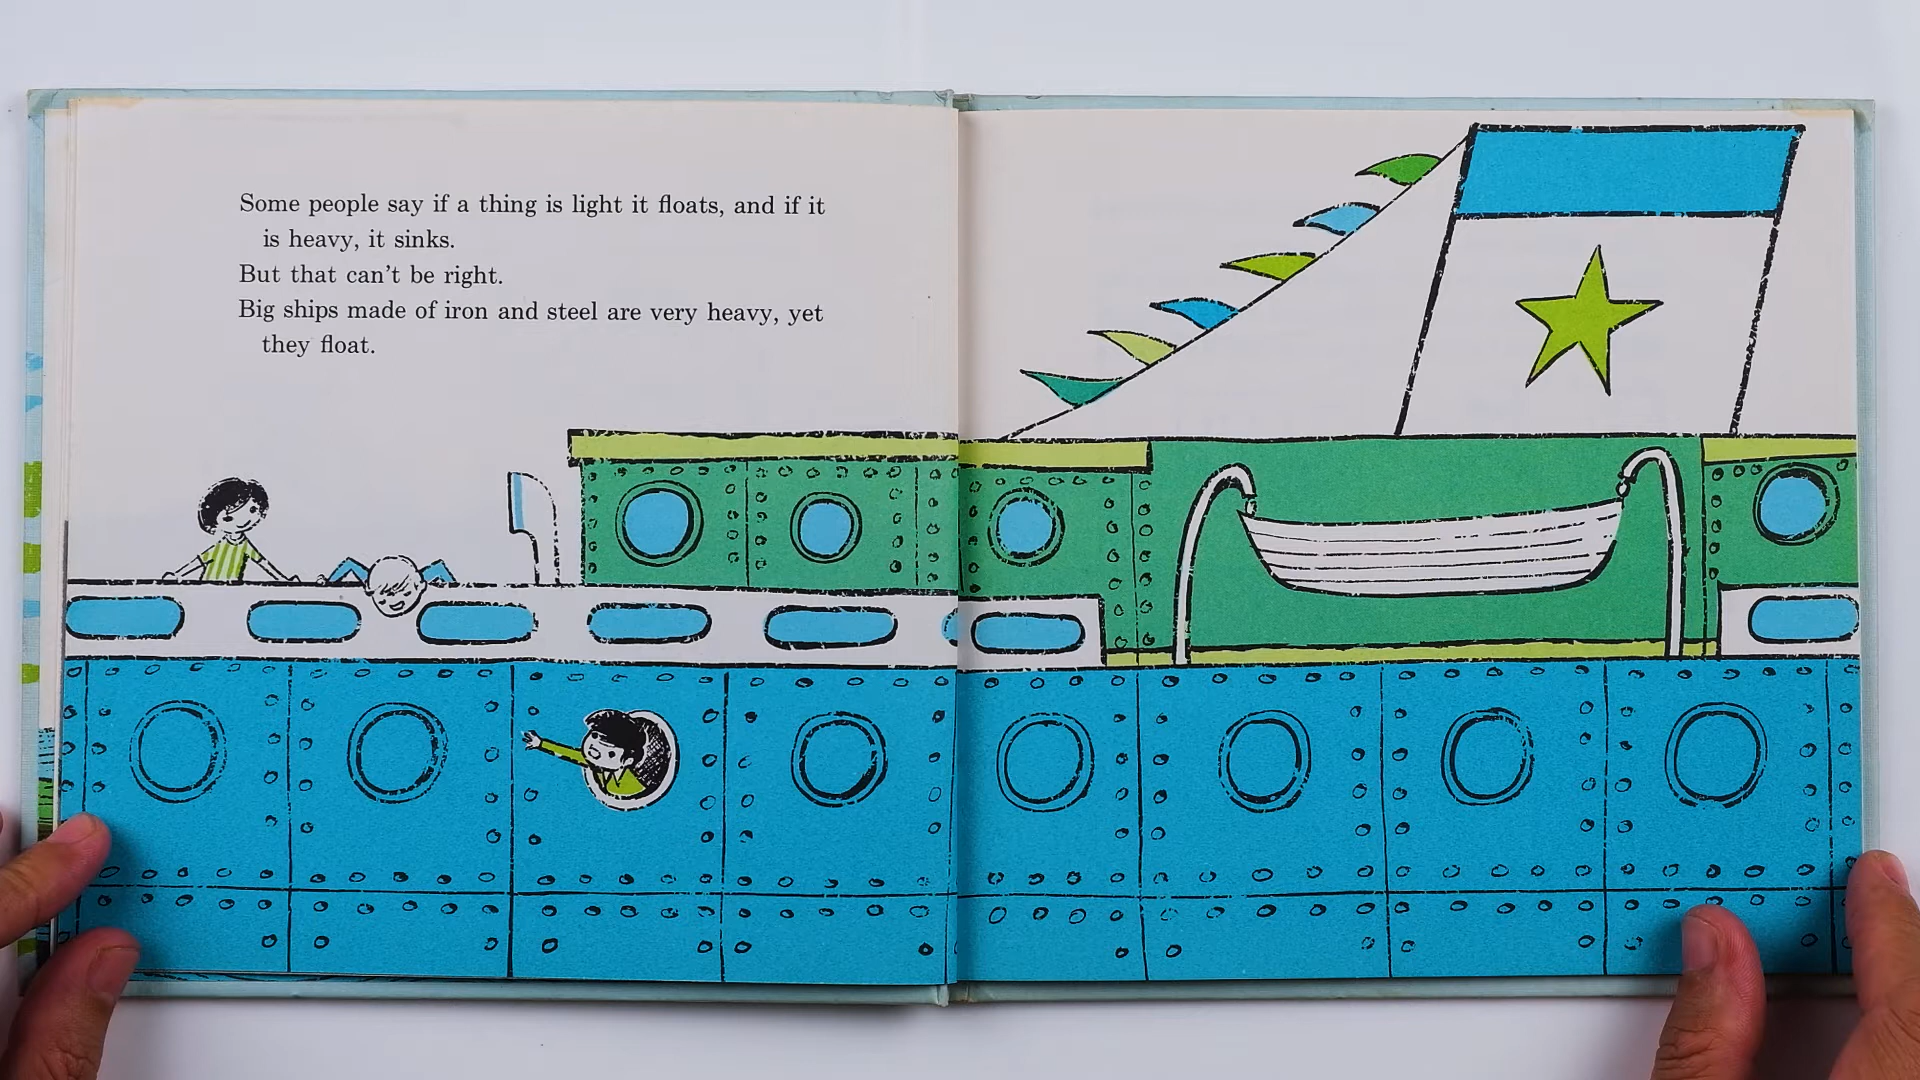 Some people say if a thing is light it floats, and if it
is heavy, it sinks.
But that can't be right.
Big ships made of iron and steel are very heavy, yet
they float.